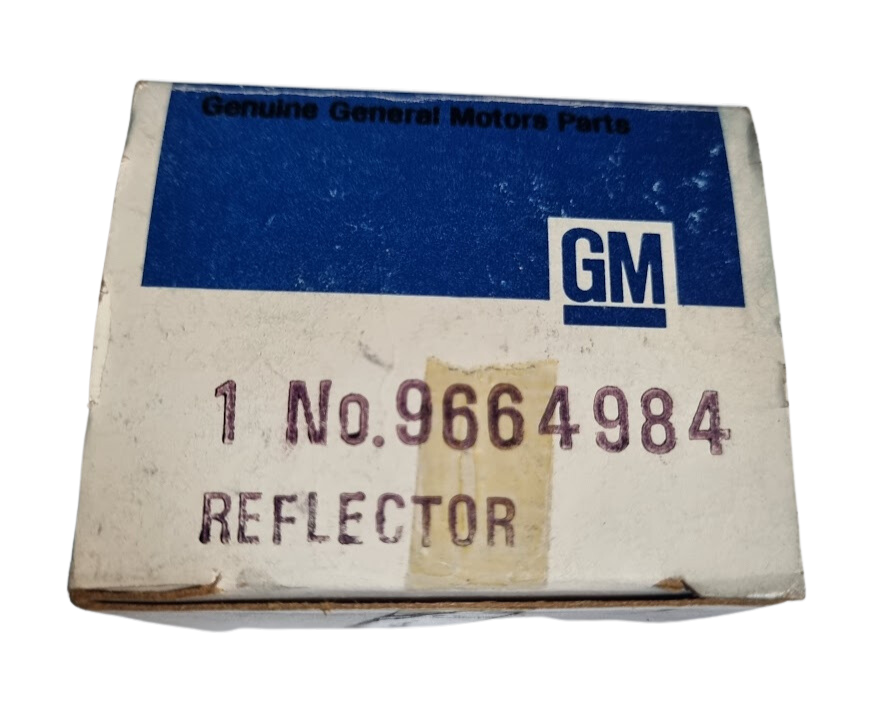 Genuine General Motors Parts
GM
1 No.9664984
REFLECTOR